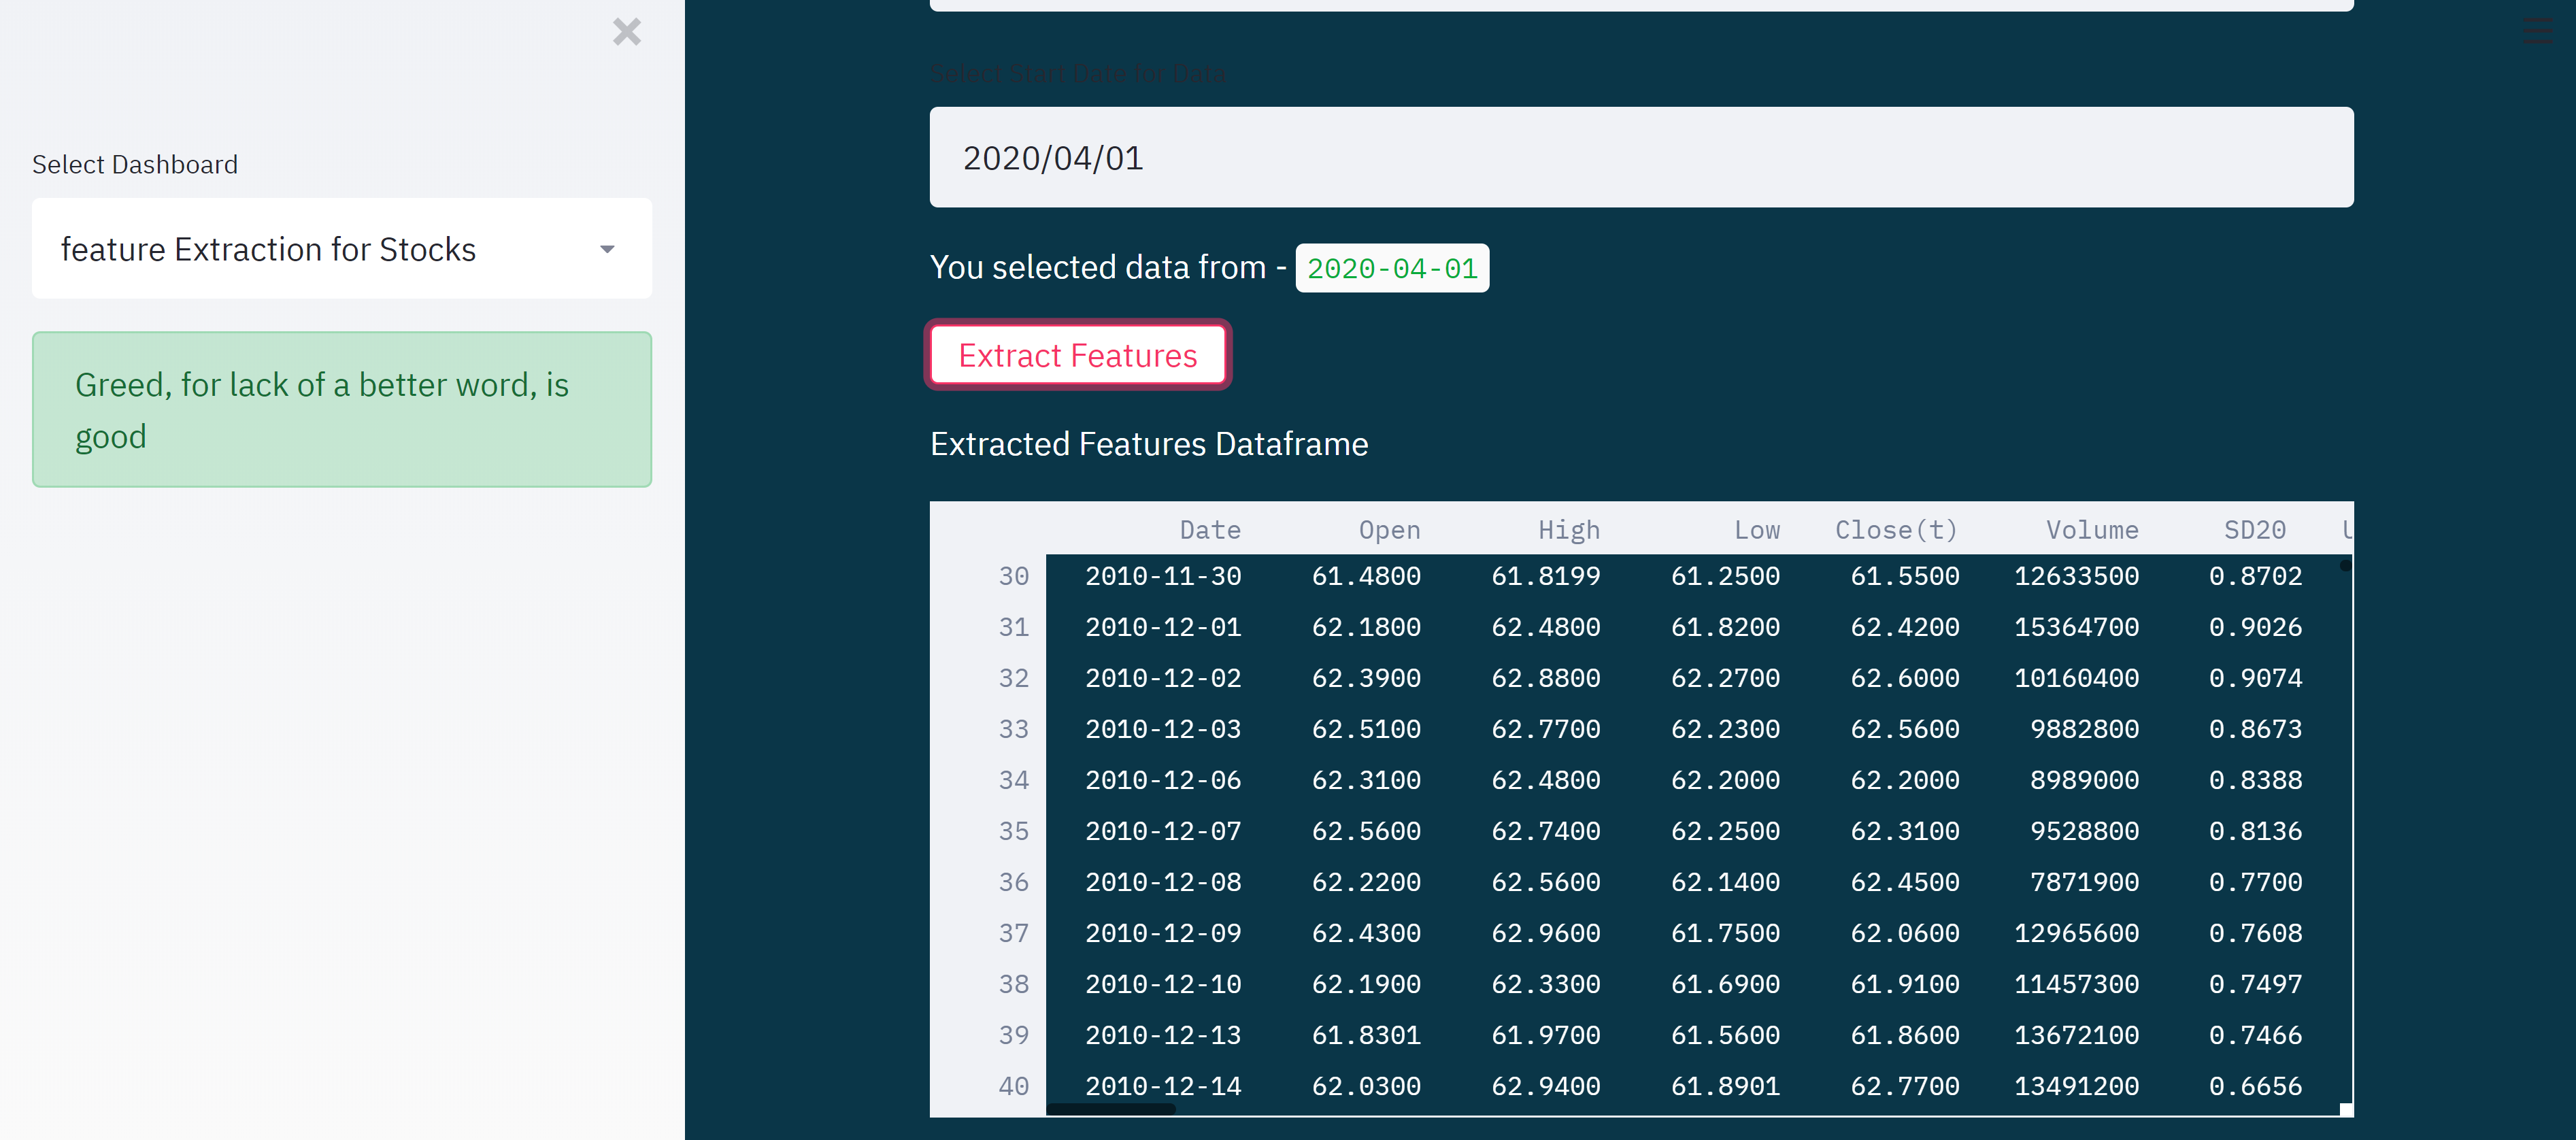 Select Dashboard
feature Extraction for Stocks
Greed, for lack of a better word, is
good
Select Start Date for Data
2020/04/01
You selected data from - 2020-04-01
Extract Features
Extracted Features Dataframe
Date Open High Low Close(t) Volume SD20
30 2010-11-30 61.4800 61.8199 61.2500 61.5500 12633500 0.8702
31 2010-12-01 62.1800 62.4800 61.8200 62.4200 15364700 0.9026
32 2010-12-02 62.3900 62.8800 62.2700 62.6000 10160400 0.9074
33 2010-12-03 62.5100 62.7700 62.2300 62.5600 9882800 0.8673
34 2010-12-06 62.3100 62.4800 62.2000 62.2000 8989000 0.8388
35 2010-12-07 62.5600 62.7400 62.2500 62.3100 9528800 0.8136
36 2010-12-08 62.2200 62.5600 62.1400 62.4500 7871900 0.7700
37 2010-12-09 62.4300 62.9600 61.7500 62.0600 12965600 0.7608
38 2010-12-10 62.1900 62.3300 61.6900 61.9100 11457300 0.7497
39 2010-12-13 61.8301 61.9700 61.5600 61.8600 13672100 0.7466
40 2010-12-14 62.0300 62.9400 61.8901 62.7700 13491200 0.6656